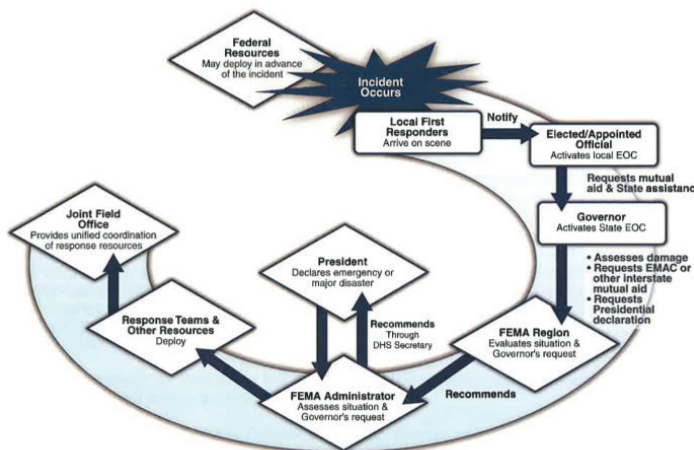 Federal
Resources
May deploy in advance
of the incident
Incident
Occurs
Local First
Responders
Arrive on scene
Notify
Elected/Appointed
Official
Activates local EOC
Requests mutual
aid & State assistance
Governor
Activates State EOC
• Assesses damage
• Requests EMAC or
other interstate
mutual aid
• Requests
Presidential
declaration
FEMA Region
Evaluates situation &
Governor's request
Recommends
FEMA Administrator
Assesses situation &
Governor's request
Recommends
Through
DHS Secretary
President
Declares emergency or
major disaster
Response Teams &
Other Resources
Deploy
Joint Field
Office
Provides unified coordination
of response resources